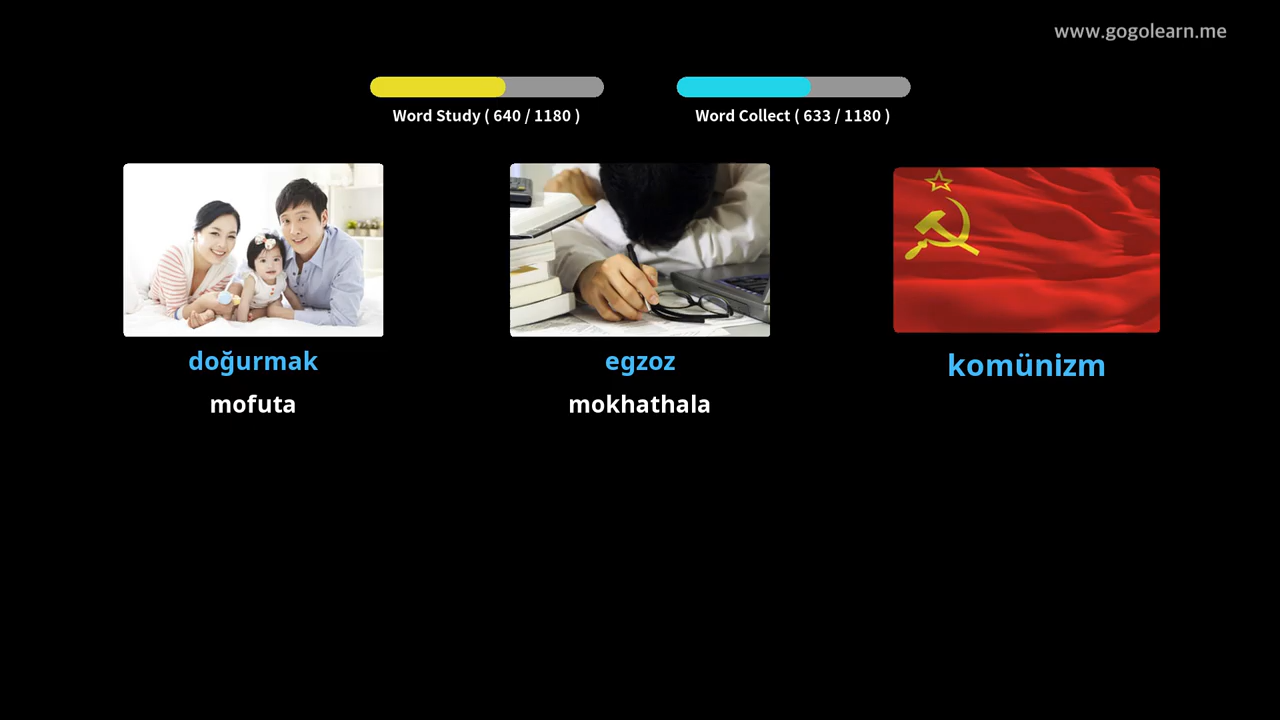 www.gogolearn.me
Word Study ( 640 / 1180 )
Word Collect ( 633 / 1180 )
doğurmak
mofuta
egzoz
mokhathala
komünizm